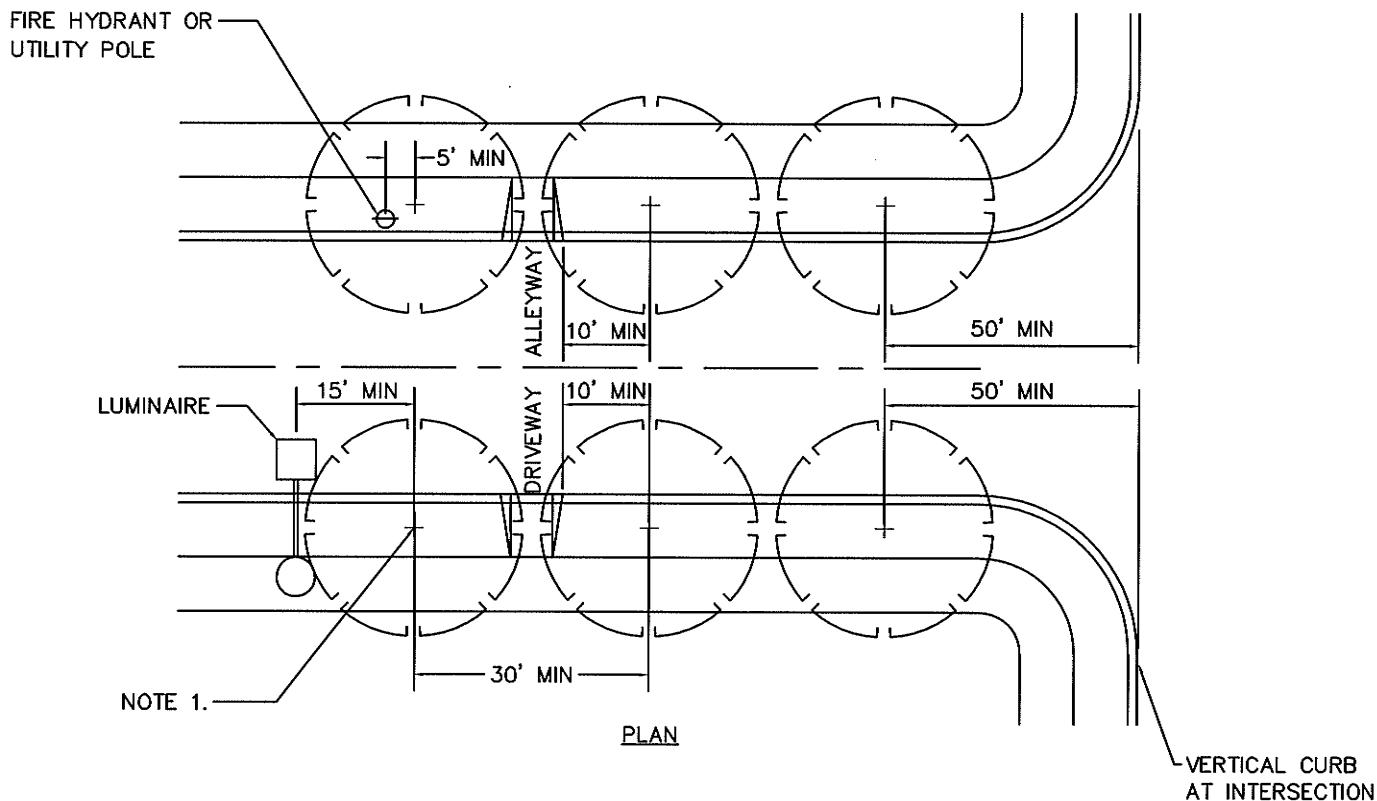 FIRE HYDRANT OR
UTILITY POLE
5' MIN
ALLEYWAY
10' MIN
50' MIN
15' MIN
DRIVEWAY
10' MIN
50' MIN
LUMINAIRE
30' MIN
NOTE 1.
PLAN
VERTICAL CURB
AT INTERSECTION